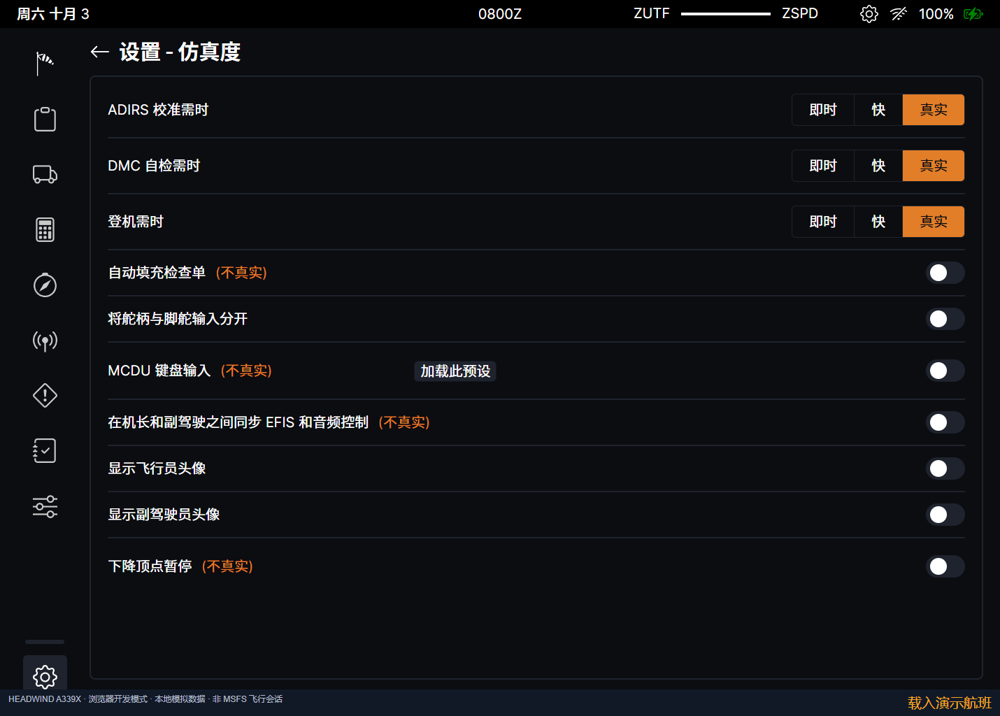 周六 十月 3 0800Z ZUTF ZSPD 100%
设置 - 仿真度
ADIRS 校准需时 即时 快 真实
DMC 自检需时 即时 快 真实
登机需时 即时 快 真实
自动填充检查单 (不真实)
将舵柄与脚舵输入分开
MCDU 键盘输入 (不真实) 加载此预设
在机长和副驾驶之间同步 EFIS 和音频控制 (不真实)
显示飞行员头像
显示副驾驶员头像
下降顶点暂停 (不真实)
HEADWIND A339X · 浏览器开发模式 · 本地模拟数据 · 非 MSFS 飞行会话
载入演示航班